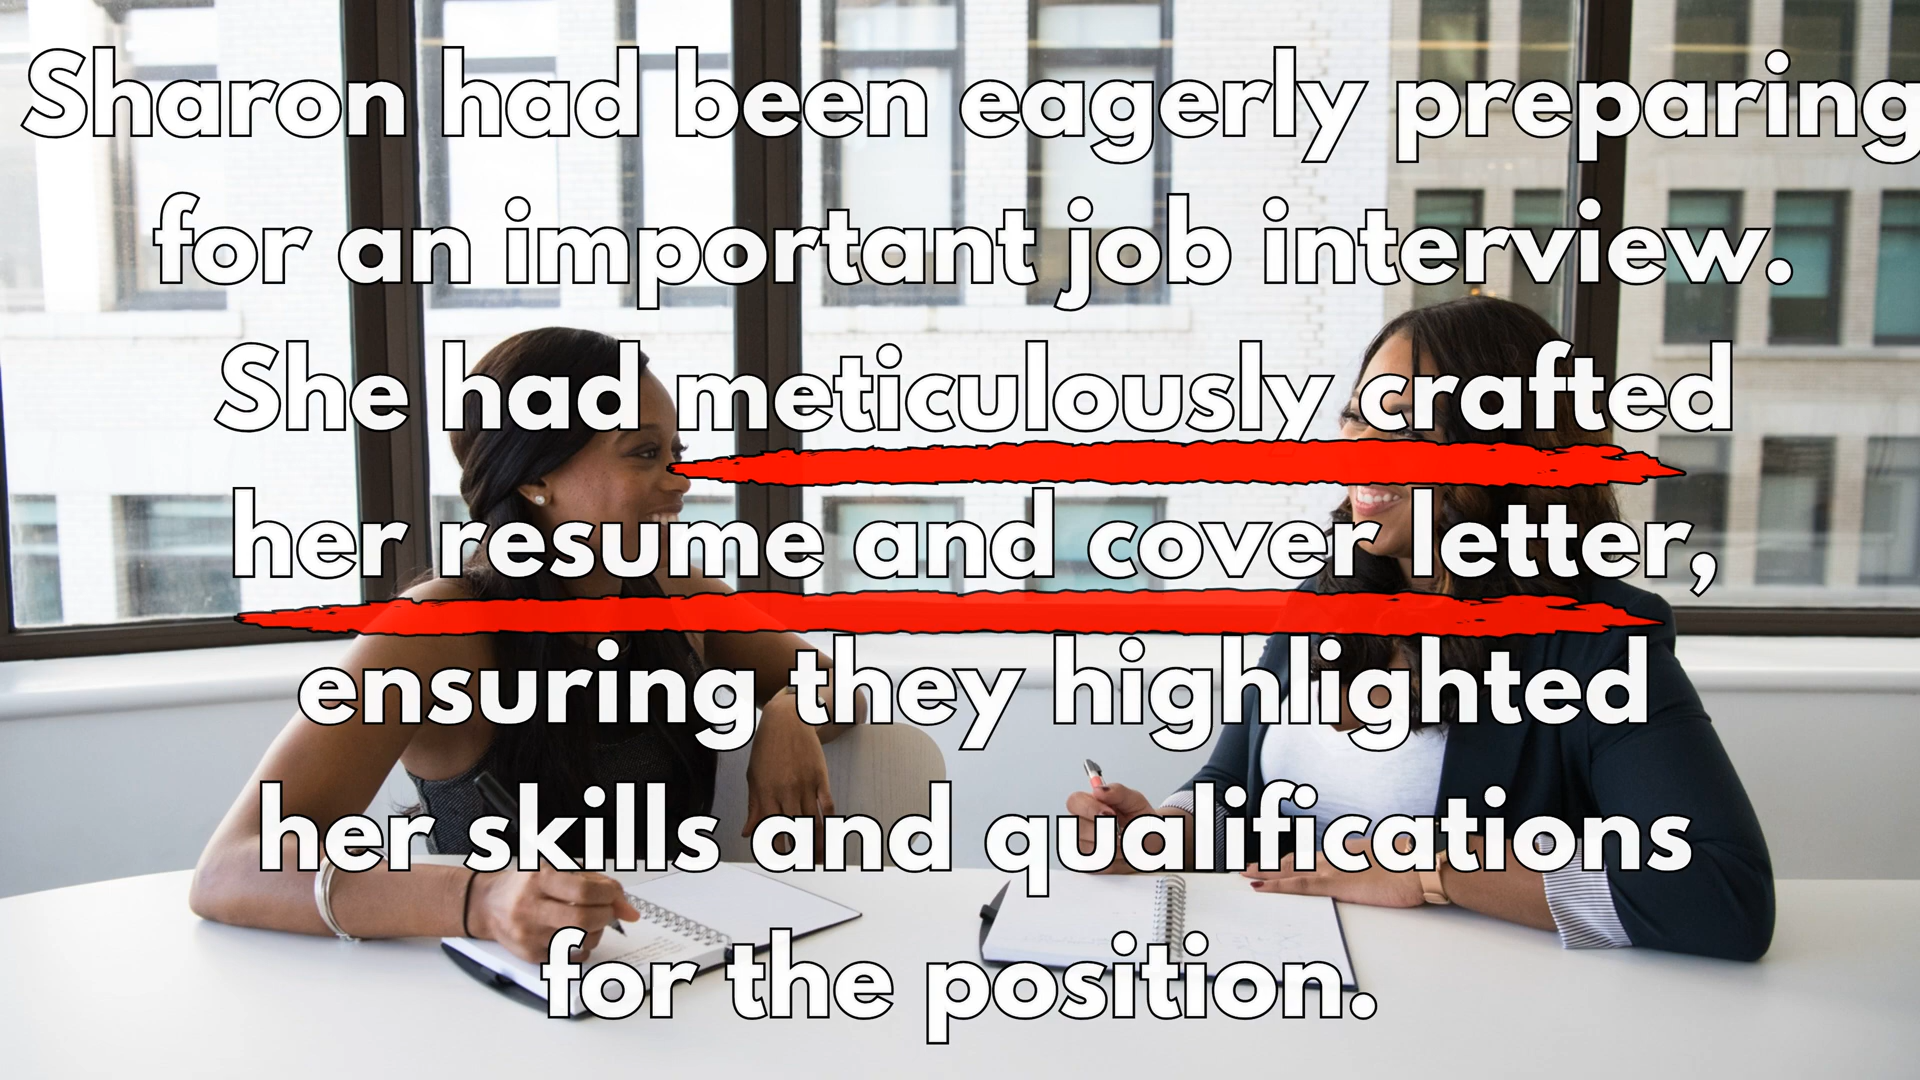 Sharon had been eagerly preparing
for an important job interview.
She had meticulously crafted
her resume and cover letter,
ensuring they highlighted
her skills and qualifications
for the position.